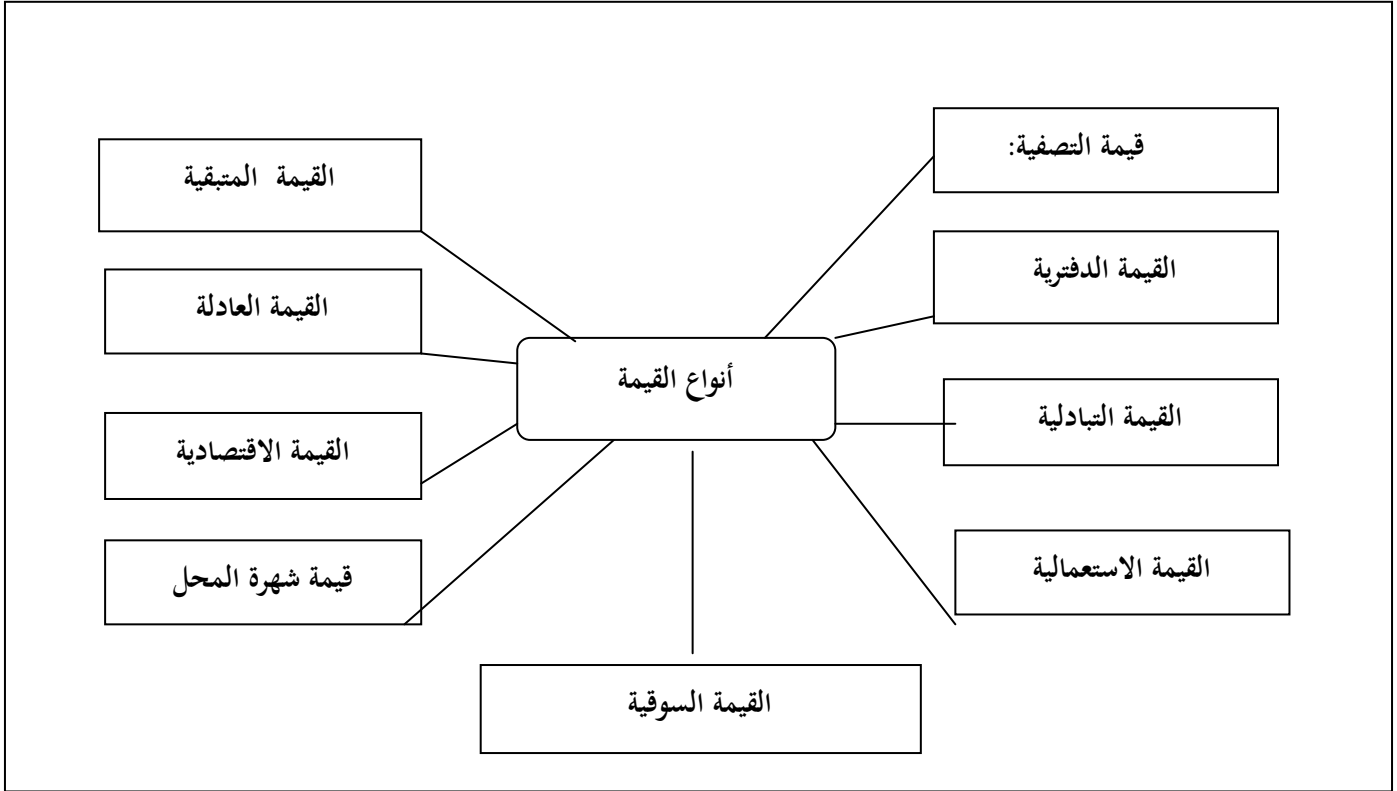 قيمة التصفية:
القيمة المتبقية
القيمة الدفترية
القيمة العادلة
أنواع القيمة
القيمة التبادلية
القيمة الاقتصادية
القيمة الاستعمالية
قيمة شهرة المحل
القيمة السوقية